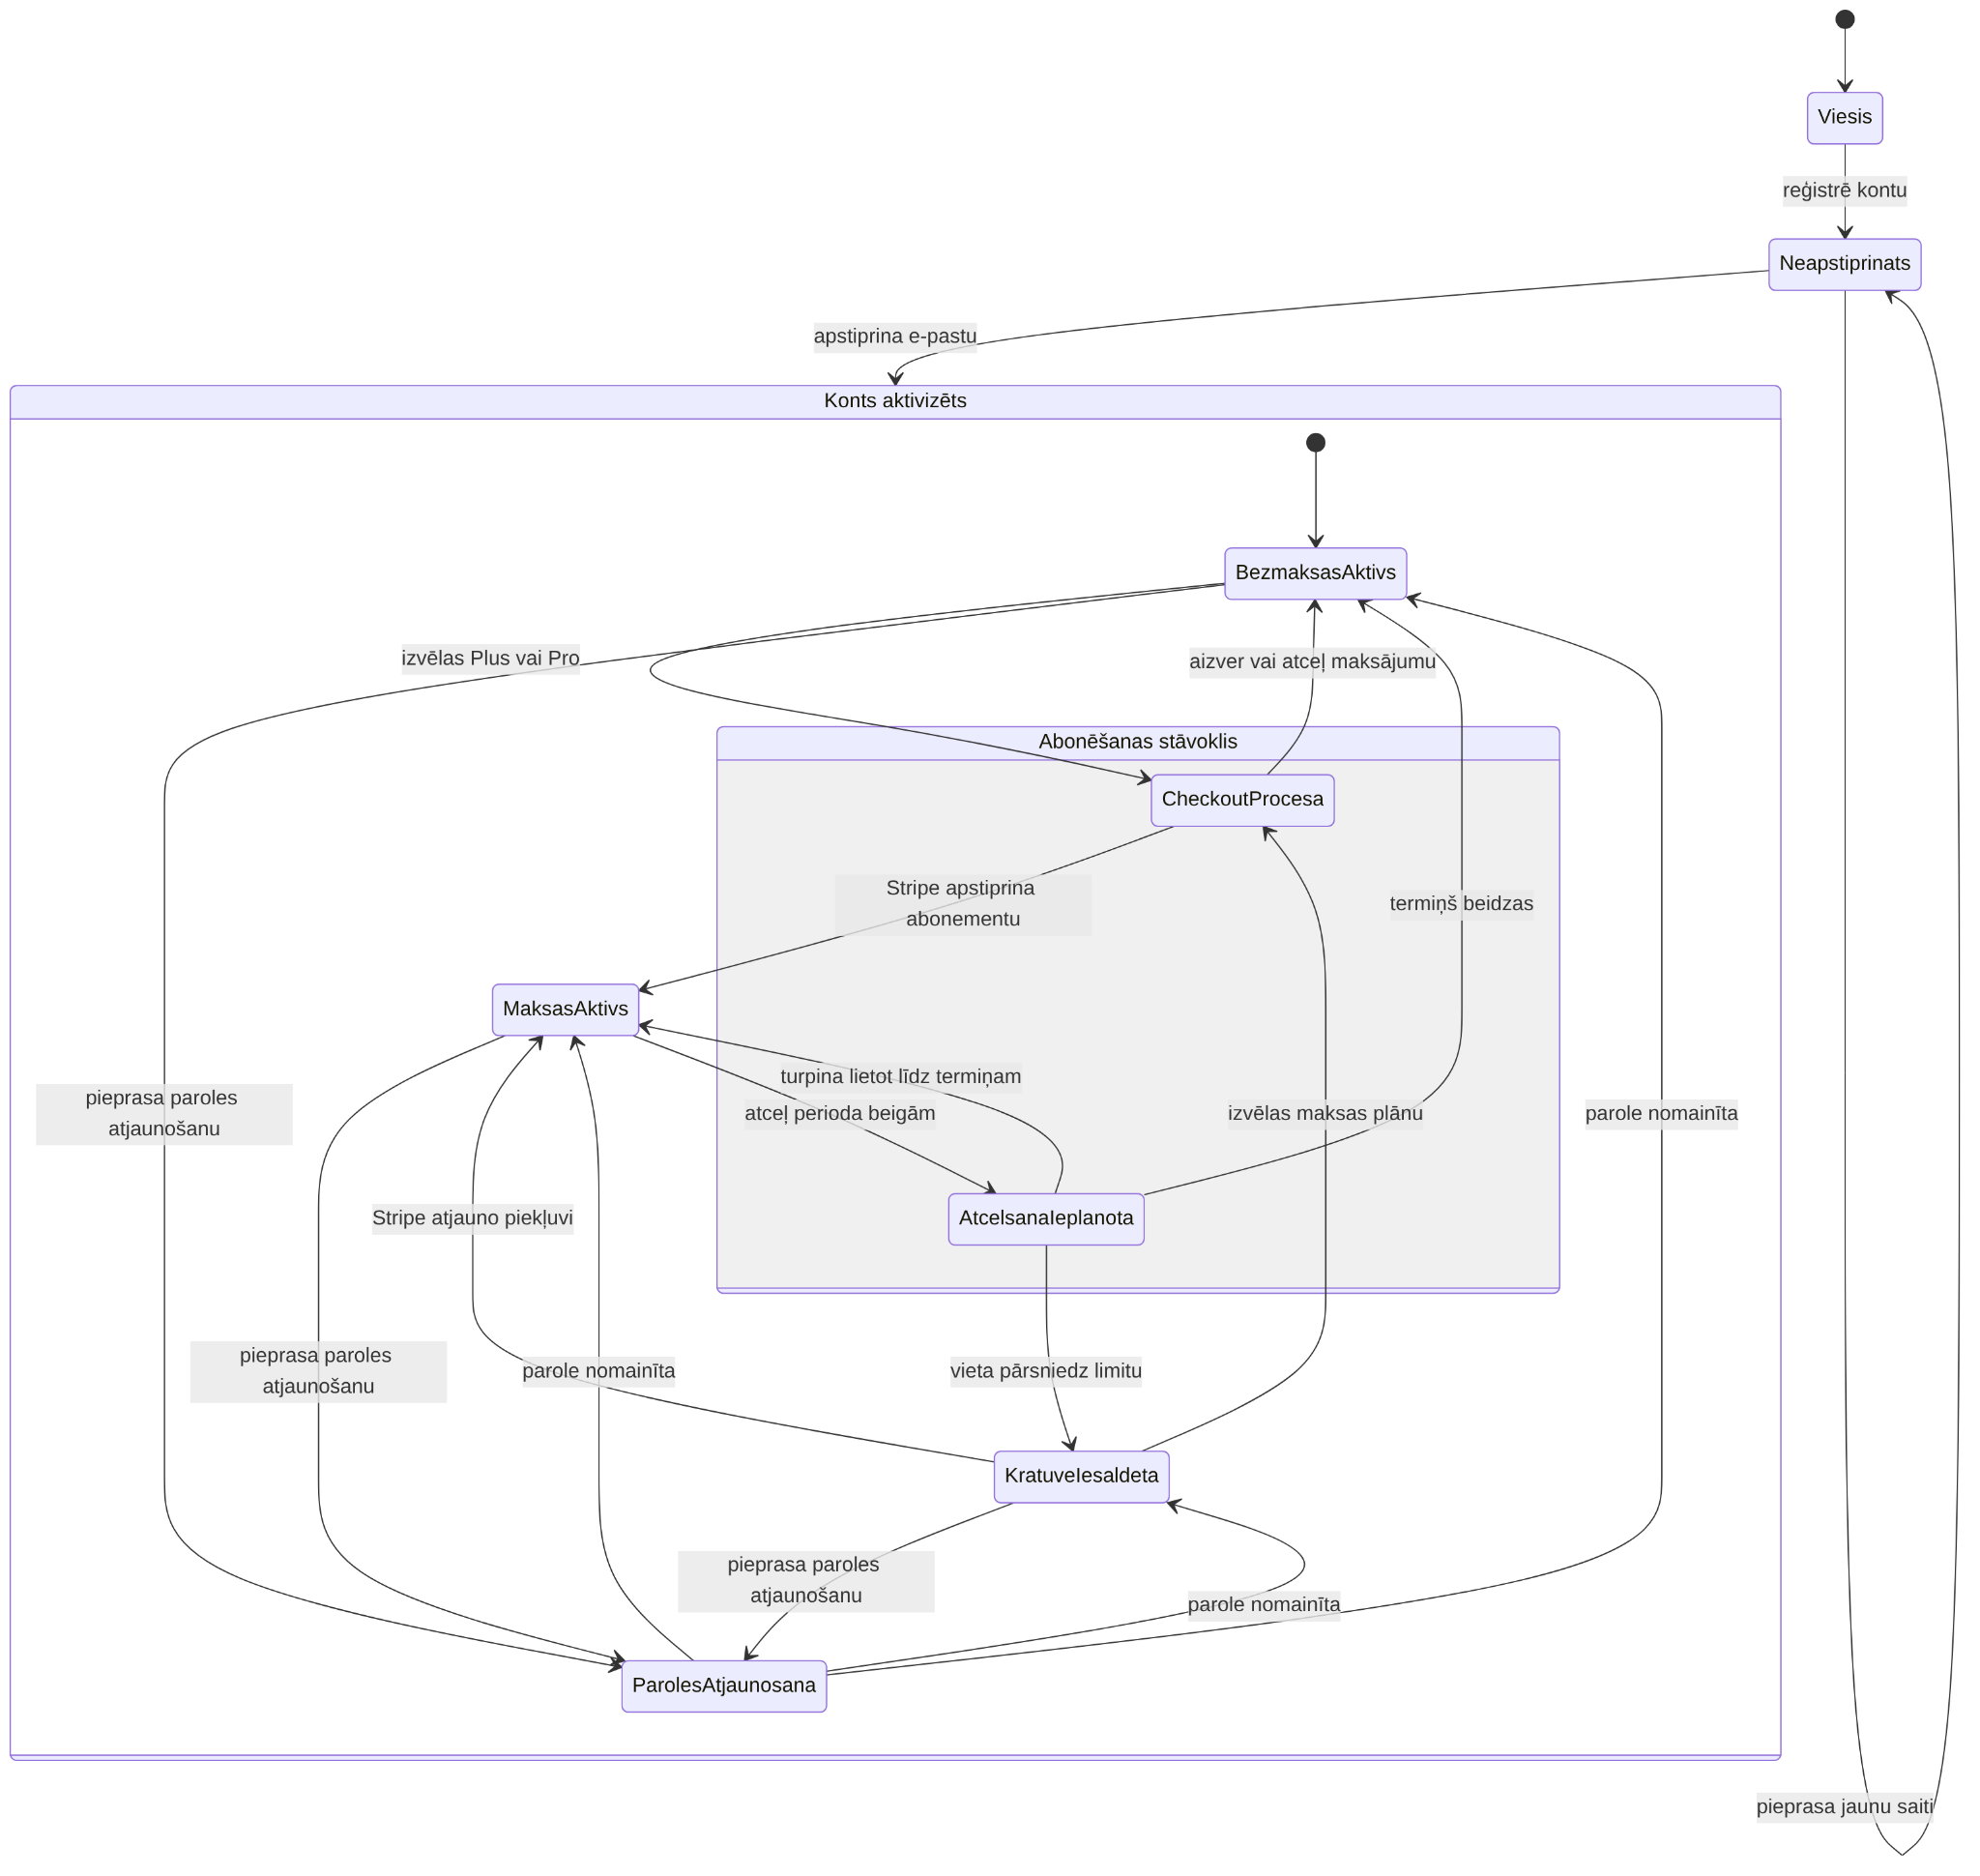 Viesis
reģistrē kontu
Neapstiprinats
apstiprina e-pastu
Konts aktivizēts
BezmaksasAktivs
izvēlas Plus vai Pro
aizver vai atceļ maksājumu
Abonēšanas stāvoklis
CheckoutProcesa
Stripe apstiprina
abonementu
termiņš beidzas
MaksasAktivs
turpina lietot līdz termiņam
pieprasa paroles
atjaunošanu
atceļ perioda beigām
izvēlas maksas plānu
parole nomainīta
Stripe atjauno piekļuvi
AtcelsanaIeplanota
pieprasa paroles
atjaunošanu
parole nomainīta
vieta pārsniedz limitu
KratuveIesaldeta
pieprasa paroles
atjaunošanu
parole nomainīta
ParolesAtjaunosana
pieprasa jaunu saiti